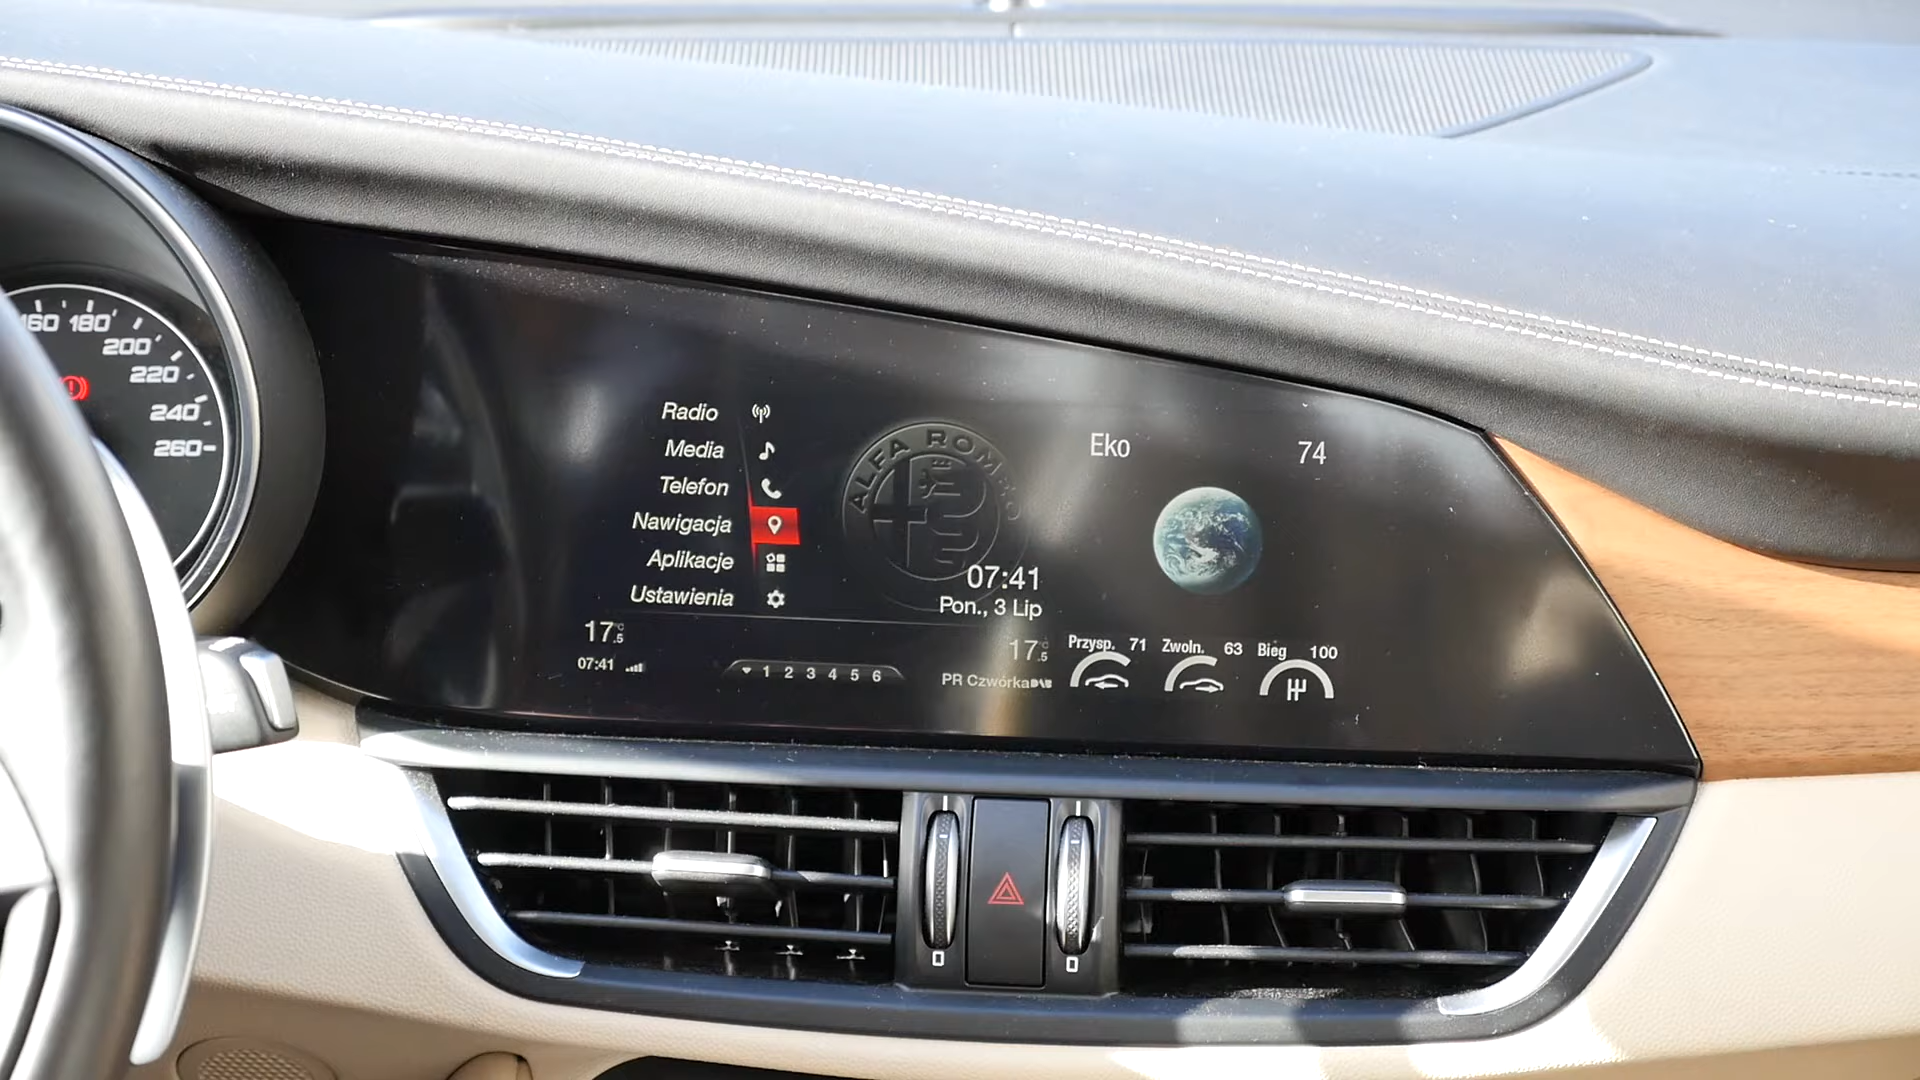 160 180
200
220
240
260
Radio
Media
Telefon
Nawigacja
Aplikacje
Ustawienia
ALFA ROMEO
07:41
Pon., 3 Lip
Eko 74
17.5
07:41
1 2 3 4 5 6
17.5
PR Czwórka
Przysp. 71
Zwoln. 63
Bieg 100